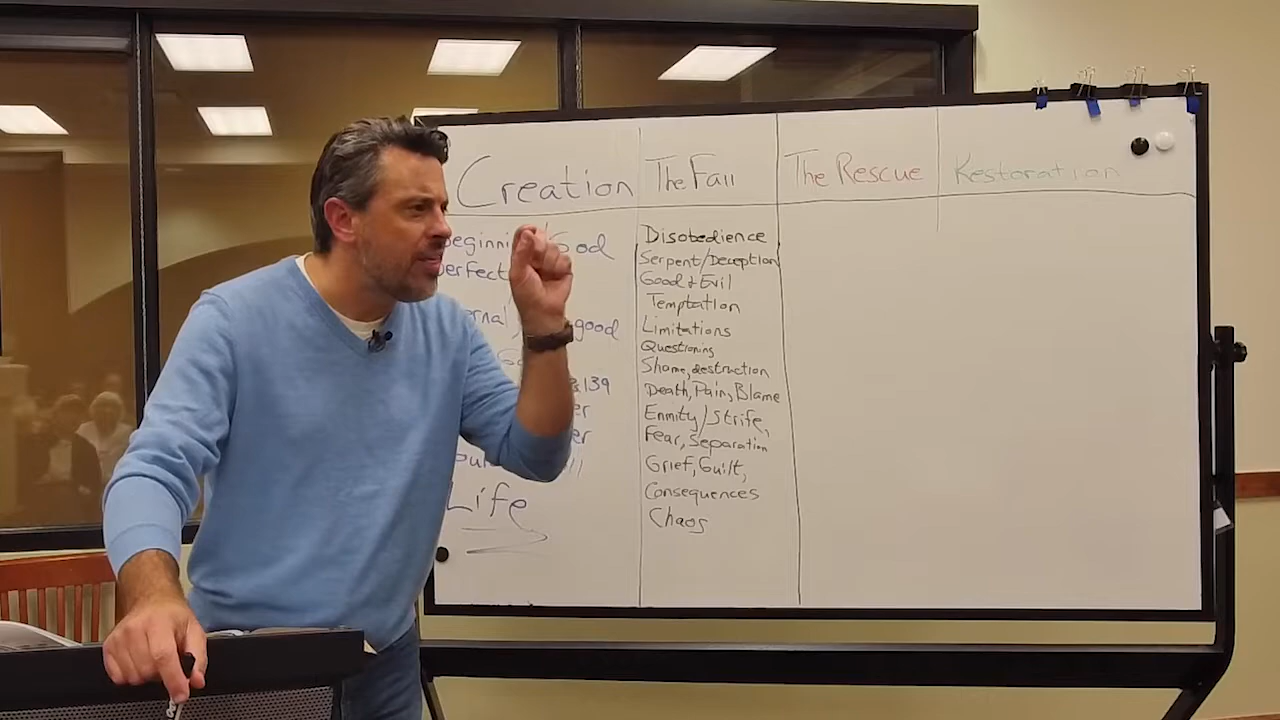 Creation The Fall The Rescue Restoration
God
good
139
Life
Disobedience
Serpent/Deception
Good & Evil
Temptation
Limitations
Questioning
Shame, destruction
Death, Pain, Blame
Enmity/Strife,
Fear, Separation
Grief, Guilt,
Consequences
Chaos